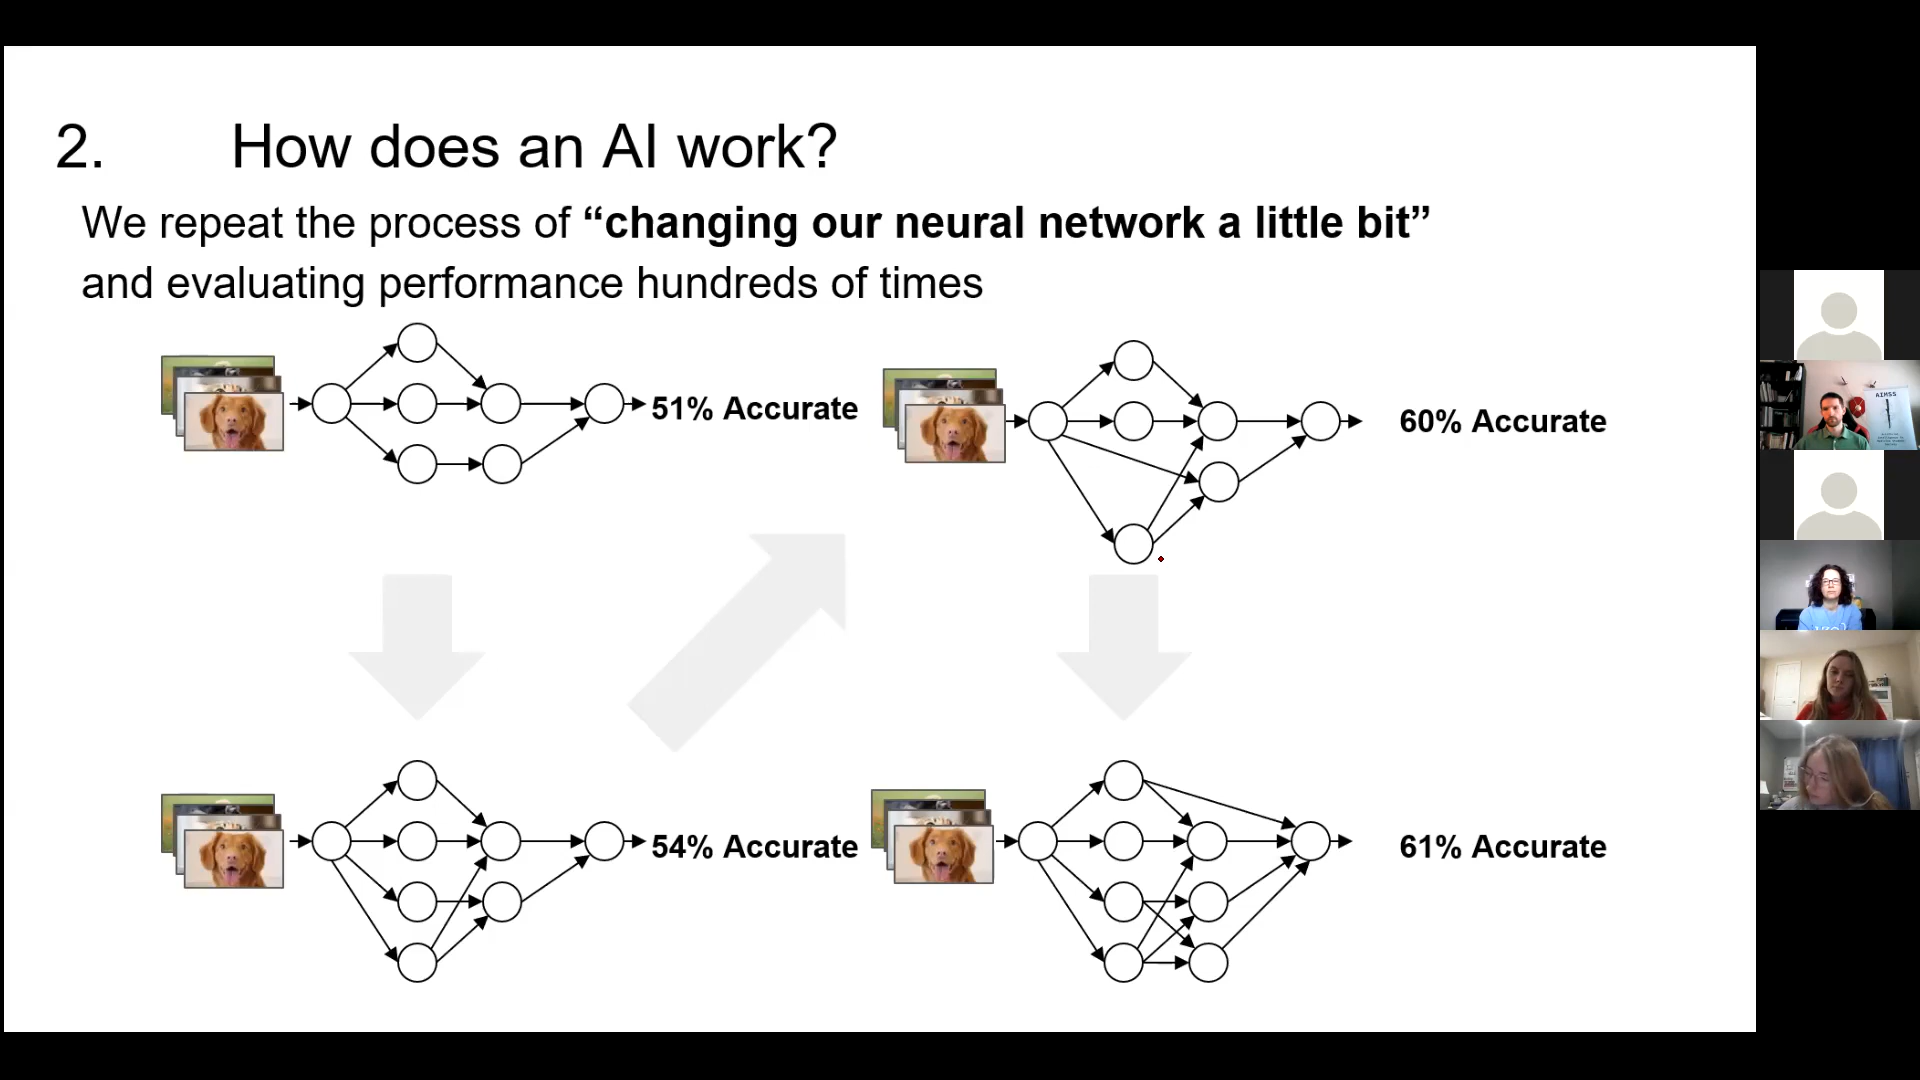 2. How does an AI work?
We repeat the process of “changing our neural network a little bit”
and evaluating performance hundreds of times
51% Accurate
60% Accurate
54% Accurate
61% Accurate
AIMSS